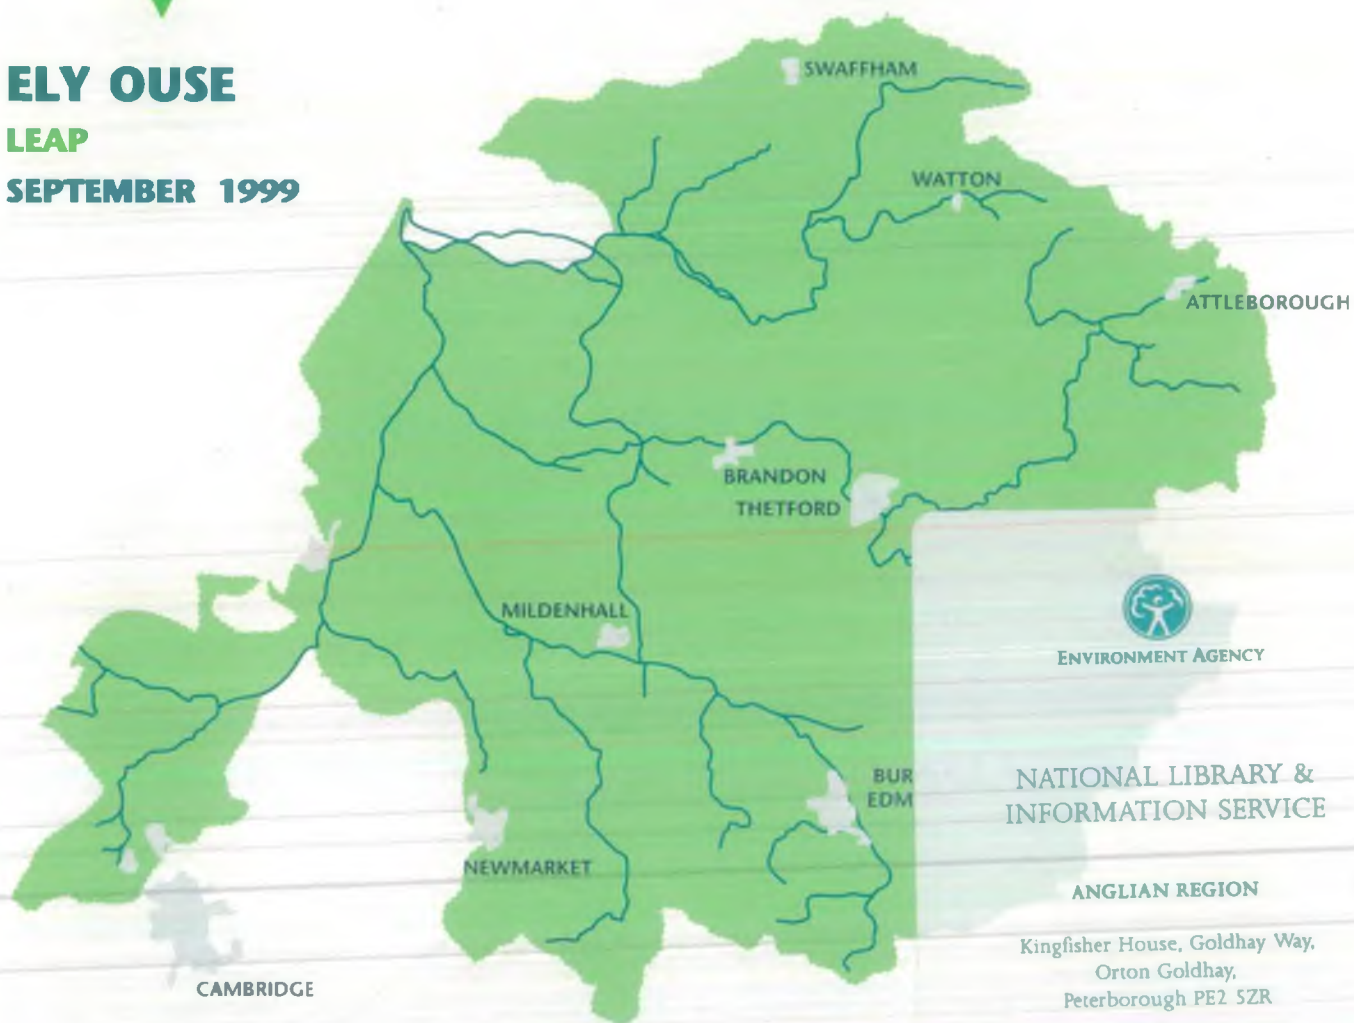 ELY OUSE
LEAP
SEPTEMBER 1999
SWAFFHAM
WATTON
ATTLEBOROUGH
BRANDON
THETFORD
MILDENHALL
ENVIRONMENT AGENCY
BUR
EDM
NATIONAL LIBRARY &
INFORMATION SERVICE
NEWMARKET
ANGLIAN REGION
Kingfisher House, Goldhay Way,
Orton Goldhay,
Peterborough PE2 5ZR
CAMBRIDGE